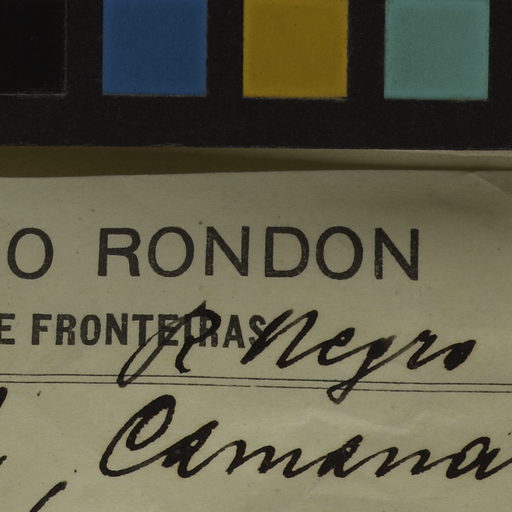 O RONDON
E FRONTEIRAS
R Negro
, Camana